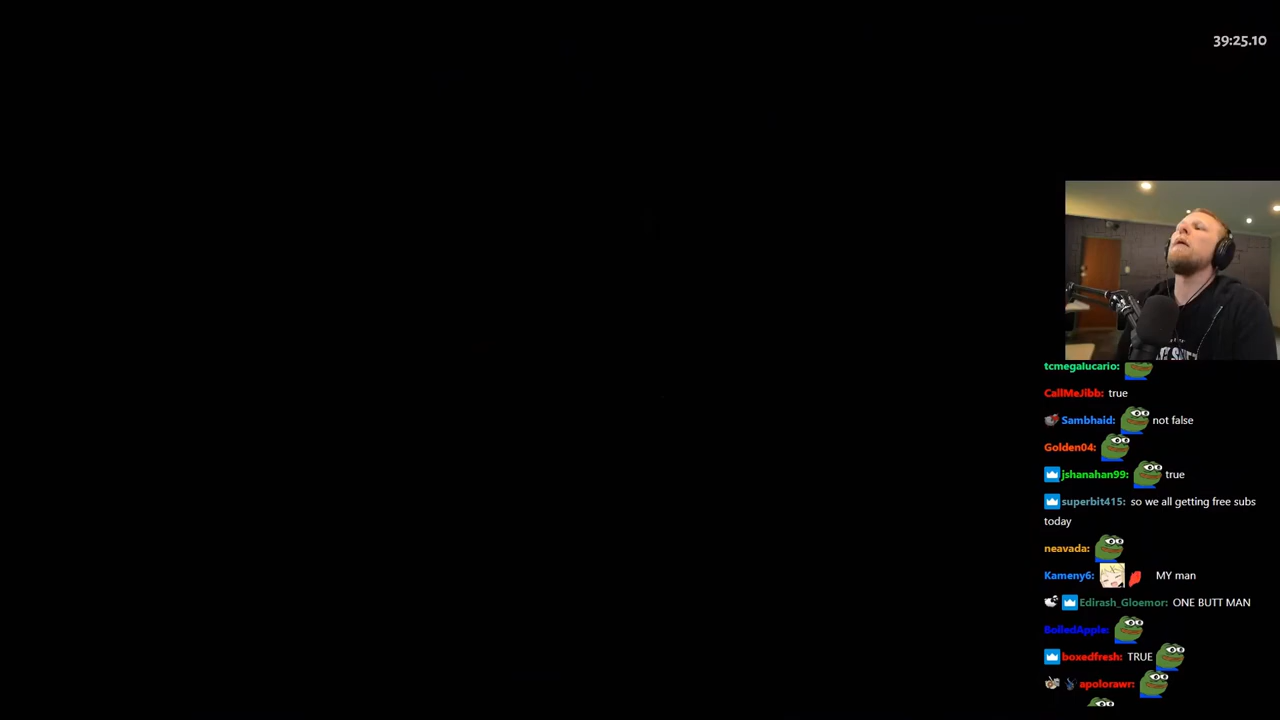 39:25.10
tcmegalucario:
CallMeJibb: true
Sambhaid: not false
Golden04:
jshanahan99: true
superbit415: so we all getting free subs
today
neavada:
Kameny6: MY man
Edirash_Gloemor: ONE BUTT MAN
BoiledApple:
boxedfresh: TRUE
apolorawr: